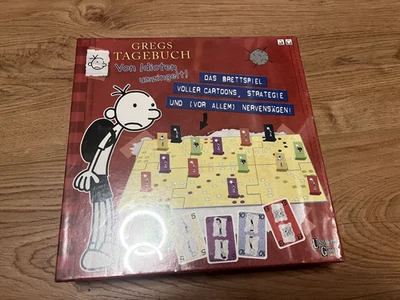 GREGS
TAGEBUCH
Von Idioten
umzingelt!
DAS BRETTSPIEL
VOLLER CARTOONS, STRATEGIE
UND (VOR ALLEM) NERVENSÄGEN!